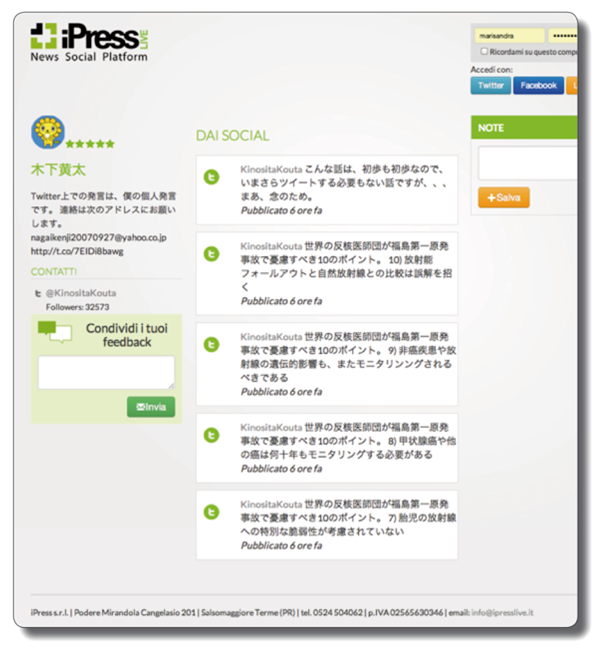 iPress LIVE
News Social Platform
marisandra
Ricordami su questo compu
Accedi con:
Twitter
Facebook
NOTE
Salva
木下黄太
Twitter上での発言は、僕の個人発言
です。 連絡は次のアドレスにお願い
します。
nagaikenji20070927@yahoo.co.jp
http://t.co/7EIDi8bawg
CONTATTI
@KinositaKouta
Followers: 32573
Condividi i tuoi
feedback
Invia
DAI SOCIAL
KinositaKouta こんな話は、初歩も初歩なので、
いまさらツイートする必要もない話ですが、、、
まあ、念のため。
Pubblicato 6 ore fa
KinositaKouta 世界の反核医師団が福島第一原発
事故で憂慮すべき10のポイント。 10) 放射能
フォールアウトと自然放射線との比較は誤解を招
く
Pubblicato 6 ore fa
KinositaKouta 世界の反核医師団が福島第一原発
事故で憂慮すべき10のポイント。 9) 非癌疾患や放
射線の遺伝的影響も、またモニタリンングされる
べきである
Pubblicato 6 ore fa
KinositaKouta 世界の反核医師団が福島第一原発
事故で憂慮すべき10のポイント。 8) 甲状腺癌や他
の癌は何十年もモニタリングする必要がある
Pubblicato 6 ore fa
KinositaKouta 世界の反核医師団が福島第一原発
事故で憂慮すべき10のポイント。 7) 胎児の放射線
への特別な脆弱性が考慮されていない
Pubblicato 6 ore fa
iPress s.r.l. | Podere Mirandola Cangelasio 201 | Salsomaggiore Terme (PR) | tel. 0524 504062 | p.IVA 02565630346 | email: info@ipresslive.it